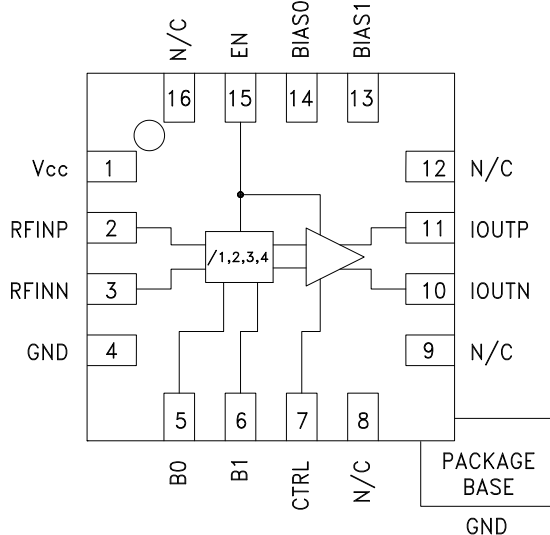 N/C
EN
BIAS0
BIAS1
16
15
14
13
Vcc
1
12
N/C
RFINP
2
11
IOUTP
/1,2,3,4
RFINN
3
10
IOUTN
GND
4
9
N/C
5
6
7
8
B0
B1
CTRL
N/C
PACKAGE
BASE
GND